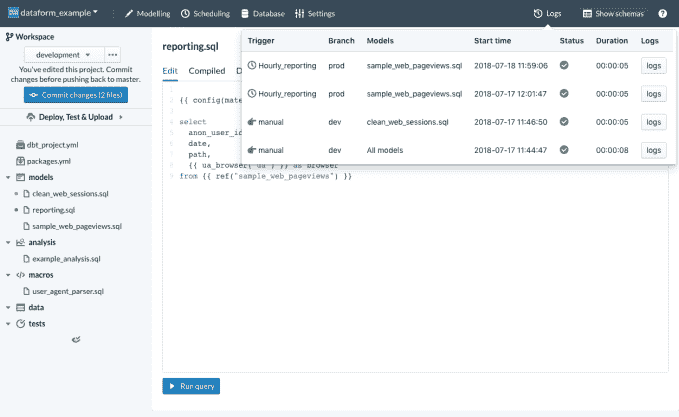 dataform_example
Modelling
Scheduling
Database
Settings
Logs
Show schemas
?
Workspace
development
...
You've edited this project. Commit
changes before pushing back to master.
Commit changes (2 files)
Deploy, Test & Upload
dbt_project.yml
packages.yml
models
clean_web_sessions.sql
reporting.sql
sample_web_pageviews.sql
analysis
example_analysis.sql
</> macros
user_agent_parser.sql
data
tests
reporting.sql
Edit Compiled D
Trigger Branch Models Start time Status Duration Logs
Hourly_reporting prod sample_web_pageviews.sql 2018-07-18 11:59:06 00:00:05 logs
Hourly_reporting prod sample_web_pageviews.sql 2018-07-17 12:01:47 00:00:05 logs
manual dev clean_web_sessions.sql 2018-07-17 11:46:50 00:00:05 logs
manual dev All models 2018-07-17 11:44:47 00:00:08 logs
{{ config(mate
select
anon_user_id
date,
path,
{{ ua_browser("ua") }} as browser
from {{ ref("sample_web_pageviews") }}
Run query